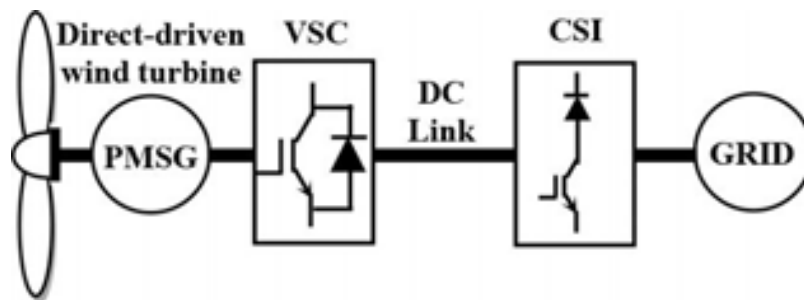 Direct-driven
wind turbine
VSC
CSI
DC
Link
PMSG
GRID